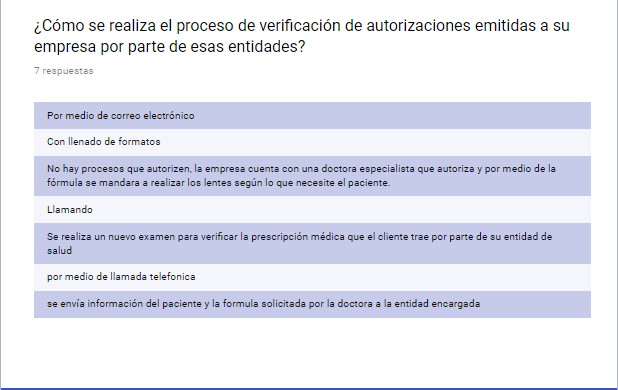 ¿Cómo se realiza el proceso de verificación de autorizaciones emitidas a su
empresa por parte de esas entidades?
7 respuestas
Por medio de correo electrónico
Con llenado de formatos
No hay procesos que autorizen, la empresa cuenta con una doctora especialista que autoriza y por medio de la
fórmula se mandara a realizar los lentes según lo que necesite el paciente.
Llamando
Se realiza un nuevo examen para verificar la prescripción médica que el cliente trae por parte de su entidad de
salud
por medio de llamada telefonica
se envía información del paciente y la formula solicitada por la doctora a la entidad encargada